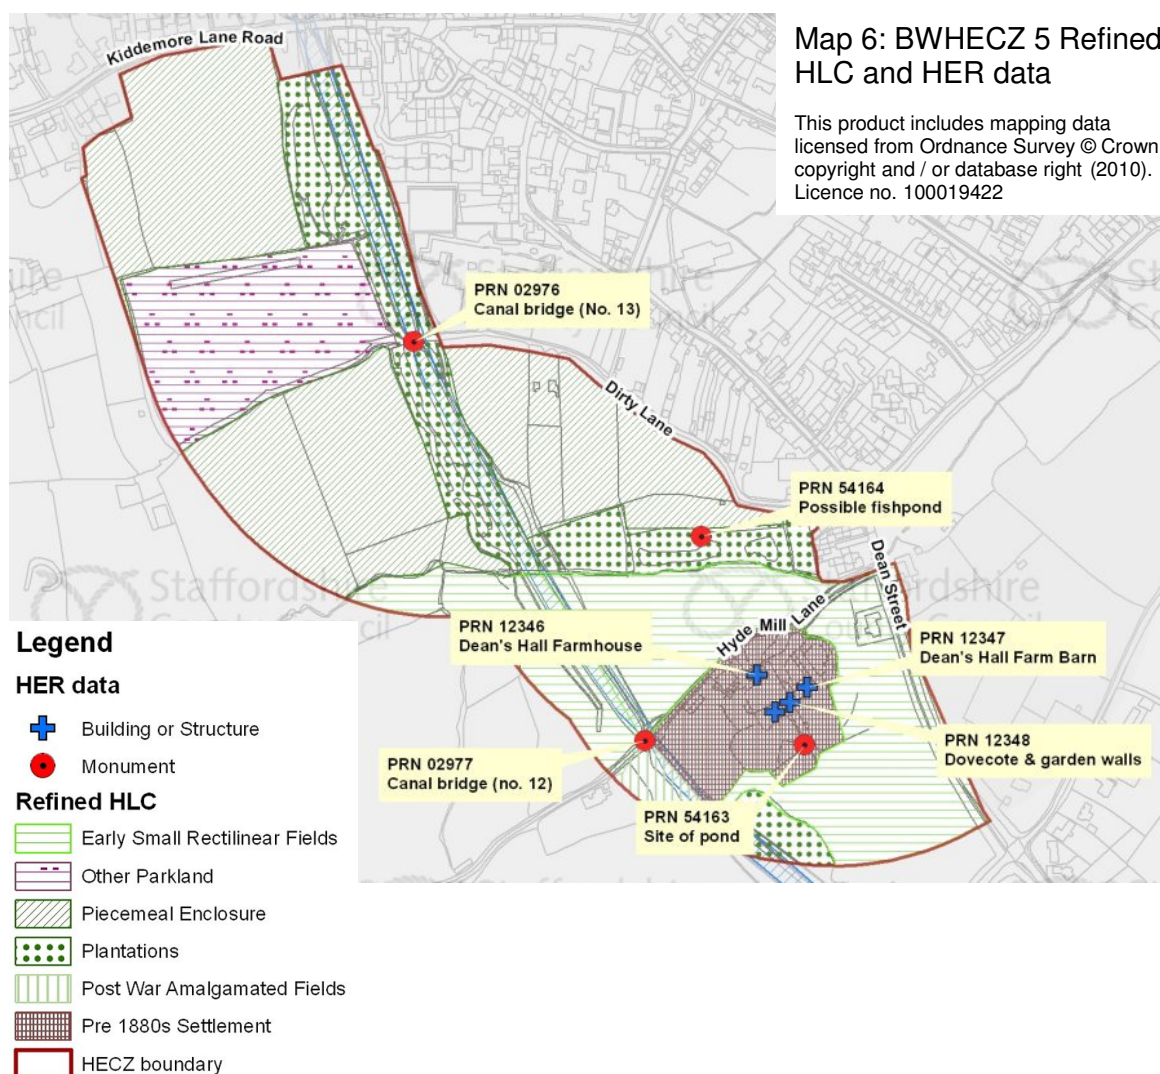 Map 6: BWHECZ 5 Refined
HLC and HER data
This product includes mapping data
licensed from Ordnance Survey © Crown
copyright and / or database right (2010).
Licence no. 100019422
Kiddemore Lane Road
PRN 02976
Canal bridge (No. 13)
Dirty Lane
PRN 54164
Possible fishpond
Dean Street
Hyde Mill Lane
PRN 12346
Dean's Hall Farmhouse
PRN 12347
Dean's Hall Farm Barn
PRN 12348
Dovecote & garden walls
PRN 02977
Canal bridge (no. 12)
PRN 54163
Site of pond
Staffordshire
Legend
HER data
Building or Structure
Monument
Refined HLC
Early Small Rectilinear Fields
Other Parkland
Piecemeal Enclosure
Plantations
Post War Amalgamated Fields
Pre 1880s Settlement
HECZ boundary